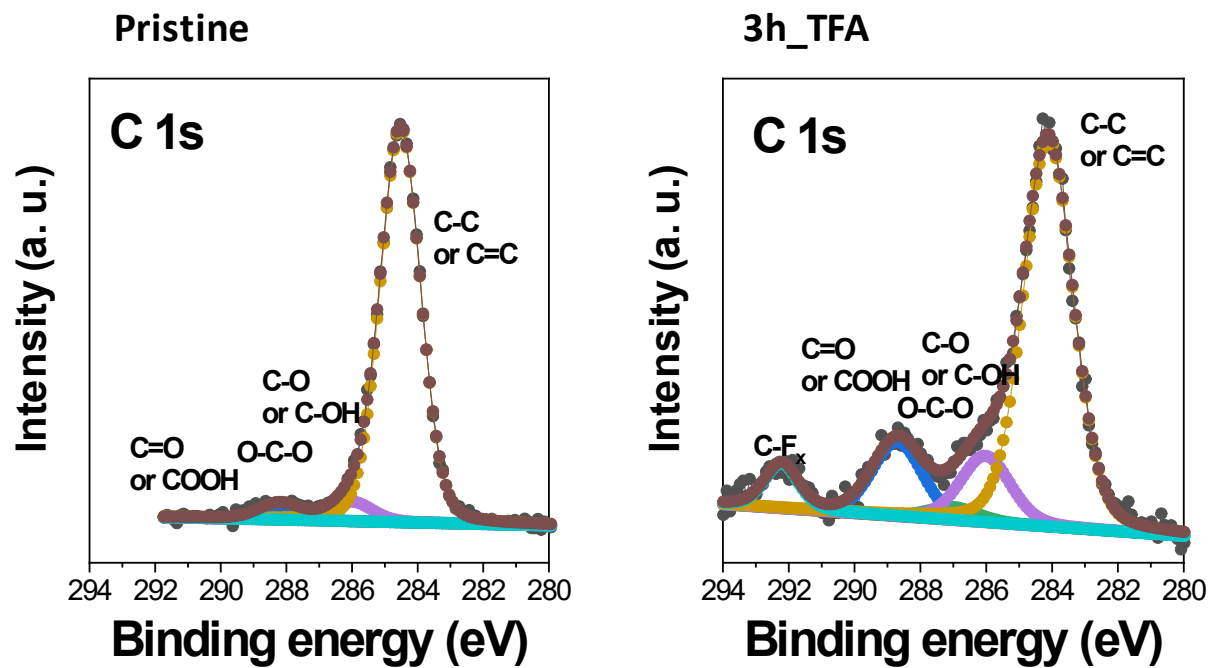 Pristine
C 1s
C-C
or C=C
C-O
or C-OH
O-C-O
C=O
or COOH
Intensity (a. u.)
294 292 290 288 286 284 282 280
Binding energy (eV)
3h_TFA
C 1s
C-C
or C=C
C=O
or COOH
C-O
or C-OH
O-C-O
C-Fx
Intensity (a. u.)
294 292 290 288 286 284 282 280
Binding energy (eV)